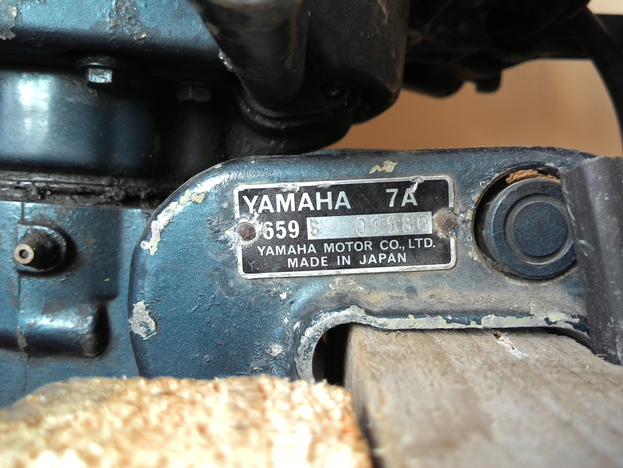 YAMAHA 7A
659
YAMAHA MOTOR CO., LTD.
MADE IN JAPAN